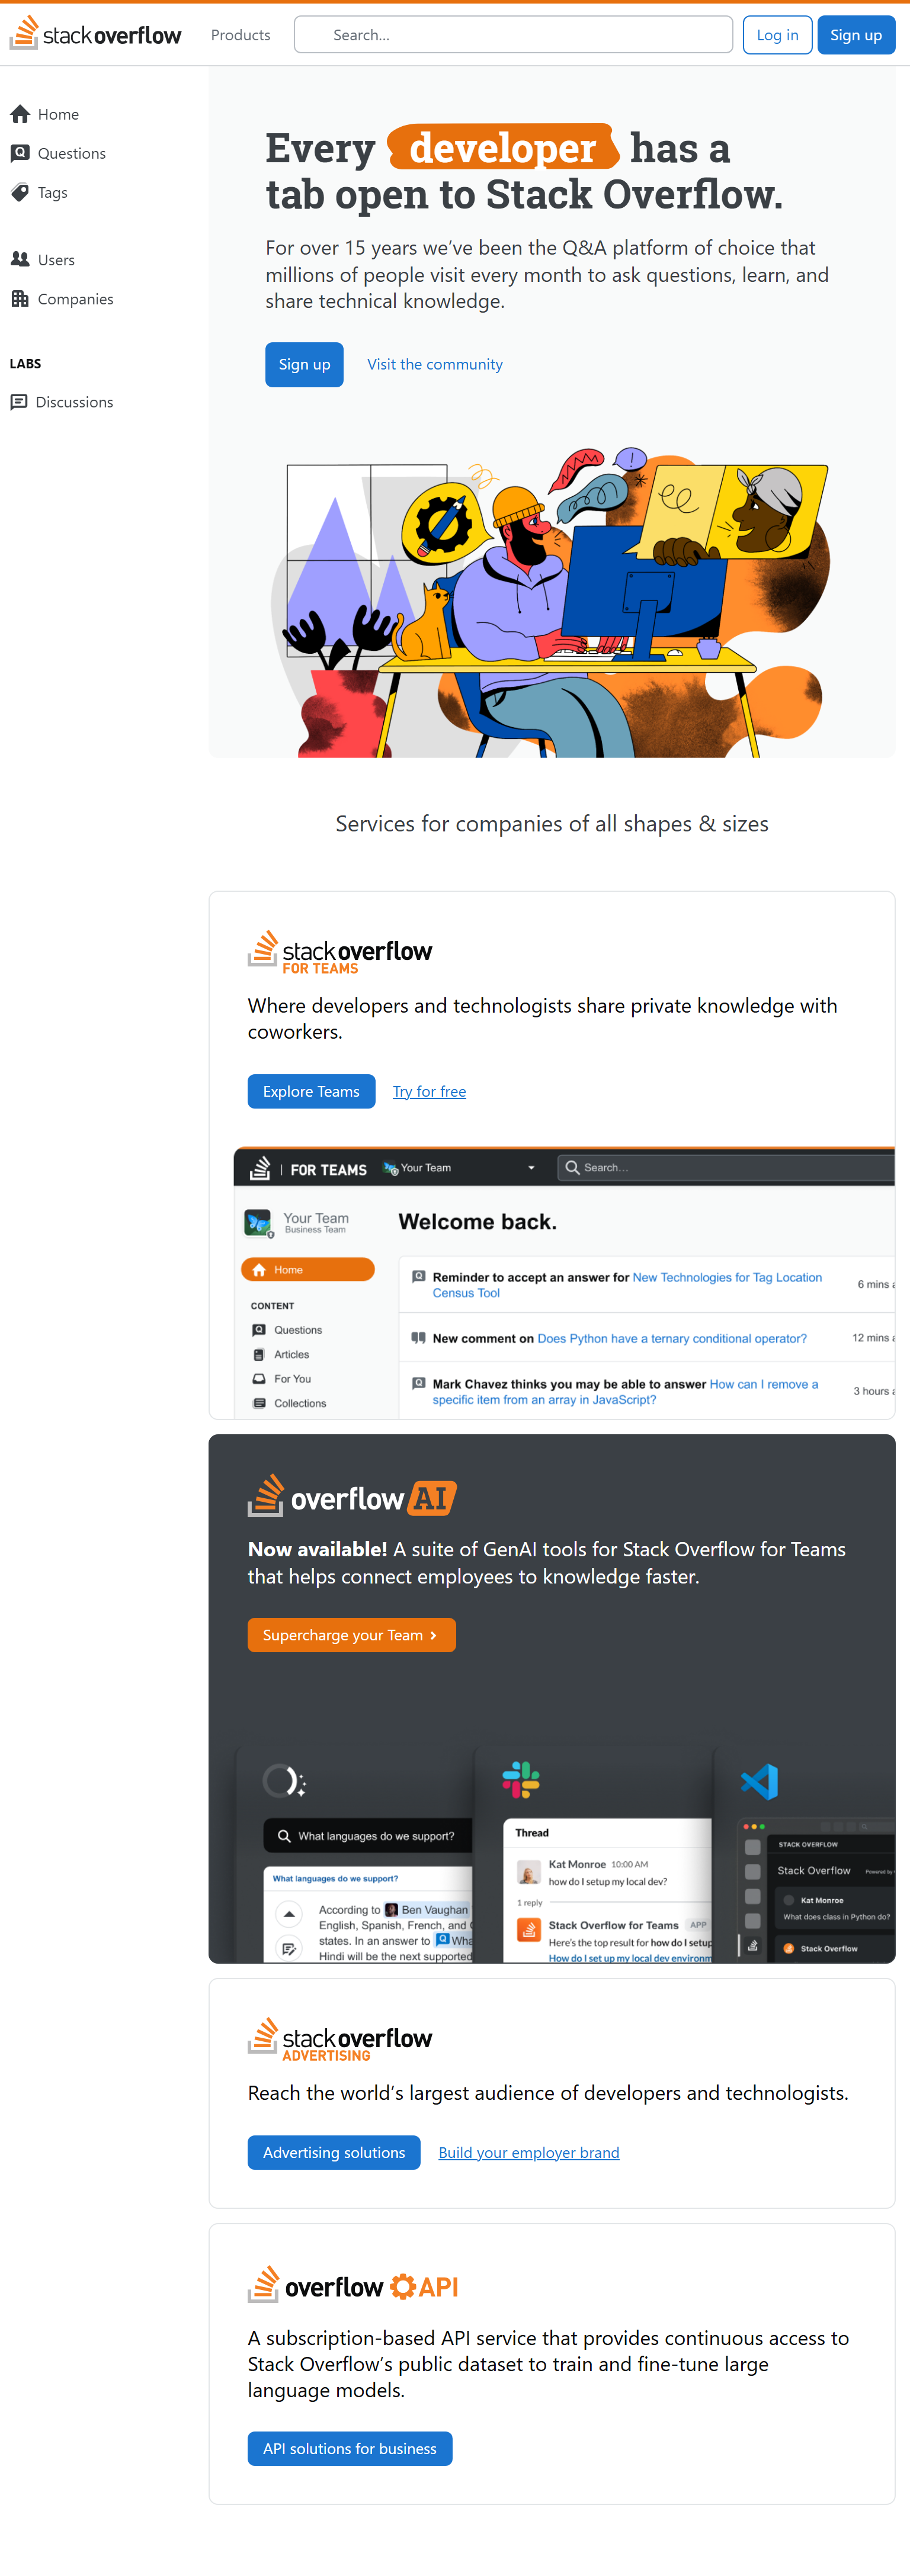 stackoverflow
Products
Search...
Log in
Sign up
Home
Questions
Tags
Users
Companies
LABS
Discussions
Every developer has a
tab open to Stack Overflow.
For over 15 years we’ve been the Q&A platform of choice that
millions of people visit every month to ask questions, learn, and
share technical knowledge.
Sign up
Visit the community
Services for companies of all shapes & sizes
stackoverflow
FOR TEAMS
Where developers and technologists share private knowledge with
coworkers.
Explore Teams
Try for free
FOR TEAMS
Your Team
Search...
Your Team
Business Team
Welcome back.
Home
Reminder to accept an answer for New Technologies for Tag Location
Census Tool
6 mins a
CONTENT
Questions
New comment on Does Python have a ternary conditional operator?
12 mins a
Articles
For You
Mark Chavez thinks you may be able to answer How can I remove a
specific item from an array in JavaScript?
3 hours a
Collections
overflow AI
Now available! A suite of GenAI tools for Stack Overflow for Teams
that helps connect employees to knowledge faster.
Supercharge your Team
What languages do we support?
What languages do we support?
According to Ben Vaughan
English, Spanish, French, and
states. In an answer to Wha
Hindi will be the next supported
Thread
Kat Monroe 10:00 AM
how do I setup my local dev?
1 reply
Stack Overflow for Teams APP
Here's the top result for how do I setup
How do I set up my local dev environm
STACK OVERFLOW
Stack Overflow
Powered by
Kat Monroe
What does class in Python do?
Stack Overflow
stackoverflow
ADVERTISING
Reach the world’s largest audience of developers and technologists.
Advertising solutions
Build your employer brand
overflow API
A subscription-based API service that provides continuous access to
Stack Overflow’s public dataset to train and fine-tune large
language models.
API solutions for business